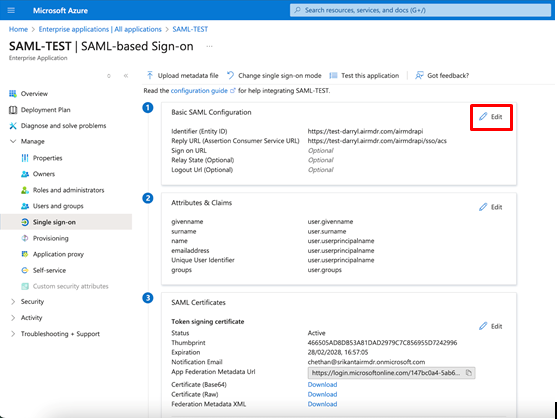 Microsoft Azure
Search resources, services, and docs (G+/)
Home > Enterprise applications | All applications > SAML-TEST
SAML-TEST | SAML-based Sign-on ...
Enterprise Application
Upload metadata file Change single sign-on mode Test this application Got feedback?
Read the configuration guide for help integrating SAML-TEST.
Overview
Deployment Plan
Diagnose and solve problems
Manage
Properties
Owners
Roles and administrators
Users and groups
Single sign-on
Provisioning
Application proxy
Self-service
Custom security attributes
Security
Activity
Troubleshooting + Support
1
Basic SAML Configuration
Edit
Identifier (Entity ID) https://test-darryl.airmdr.com/airmdrapi
Reply URL (Assertion Consumer Service URL) https://test-darryl.airmdr.com/airmdrapi/sso/acs
Sign on URL Optional
Relay State (Optional) Optional
Logout Url (Optional) Optional
2
Attributes & Claims
Edit
givenname user.givenname
surname user.surname
name user.userprincipalname
emailaddress user.userprincipalname
Unique User Identifier user.userprincipalname
groups user.groups
3
SAML Certificates
Token signing certificate
Edit
Status Active
Thumbprint 466505AD8DB53A81DAD2979C7C856955D7242996
Expiration 28/02/2028, 16:57:05
Notification Email chethan@srikantairmdr.onmicrosoft.com
App Federation Metadata Url https://login.microsoftonline.com/147bc0a4-5ab6...
Certificate (Base64) Download
Certificate (Raw) Download
Federation Metadata XML Download